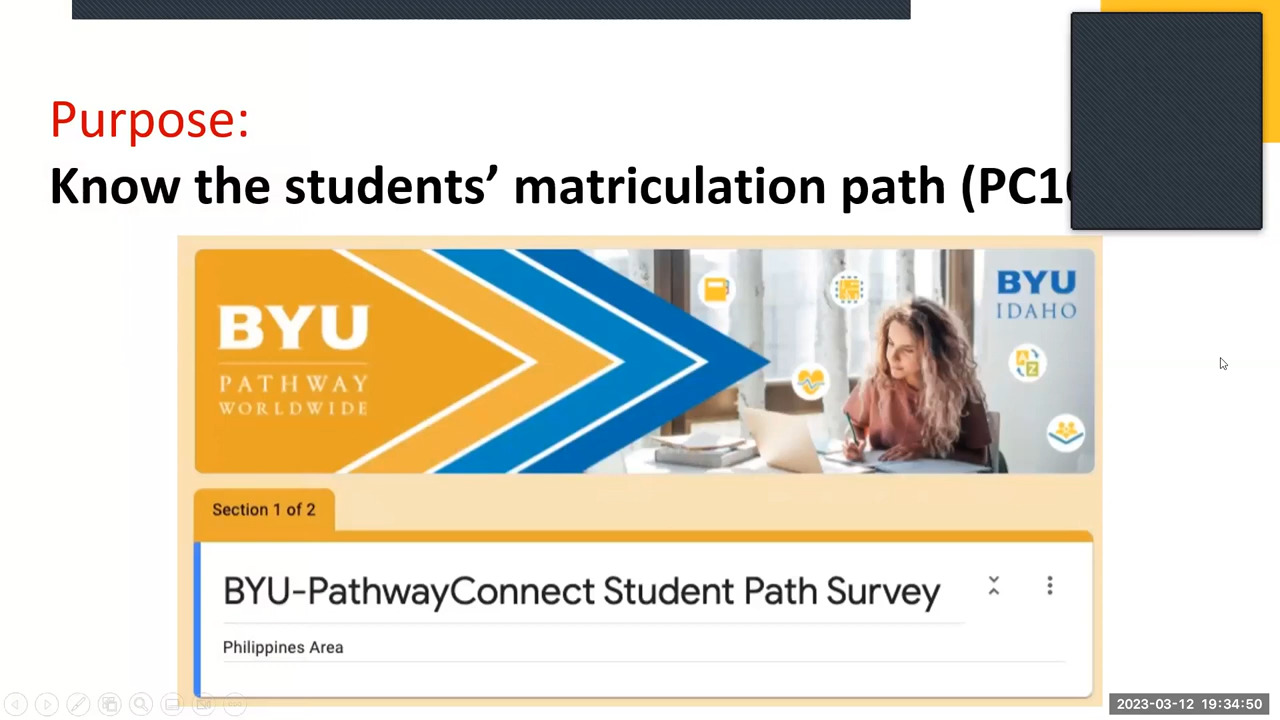 Purpose:
Know the students’ matriculation path (PC1
BYU
PATHWAY
WORLDWIDE
BYU
IDAHO
A
Z
Section 1 of 2
BYU-PathwayConnect Student Path Survey
Philippines Area
2023-03-12 19:34:50